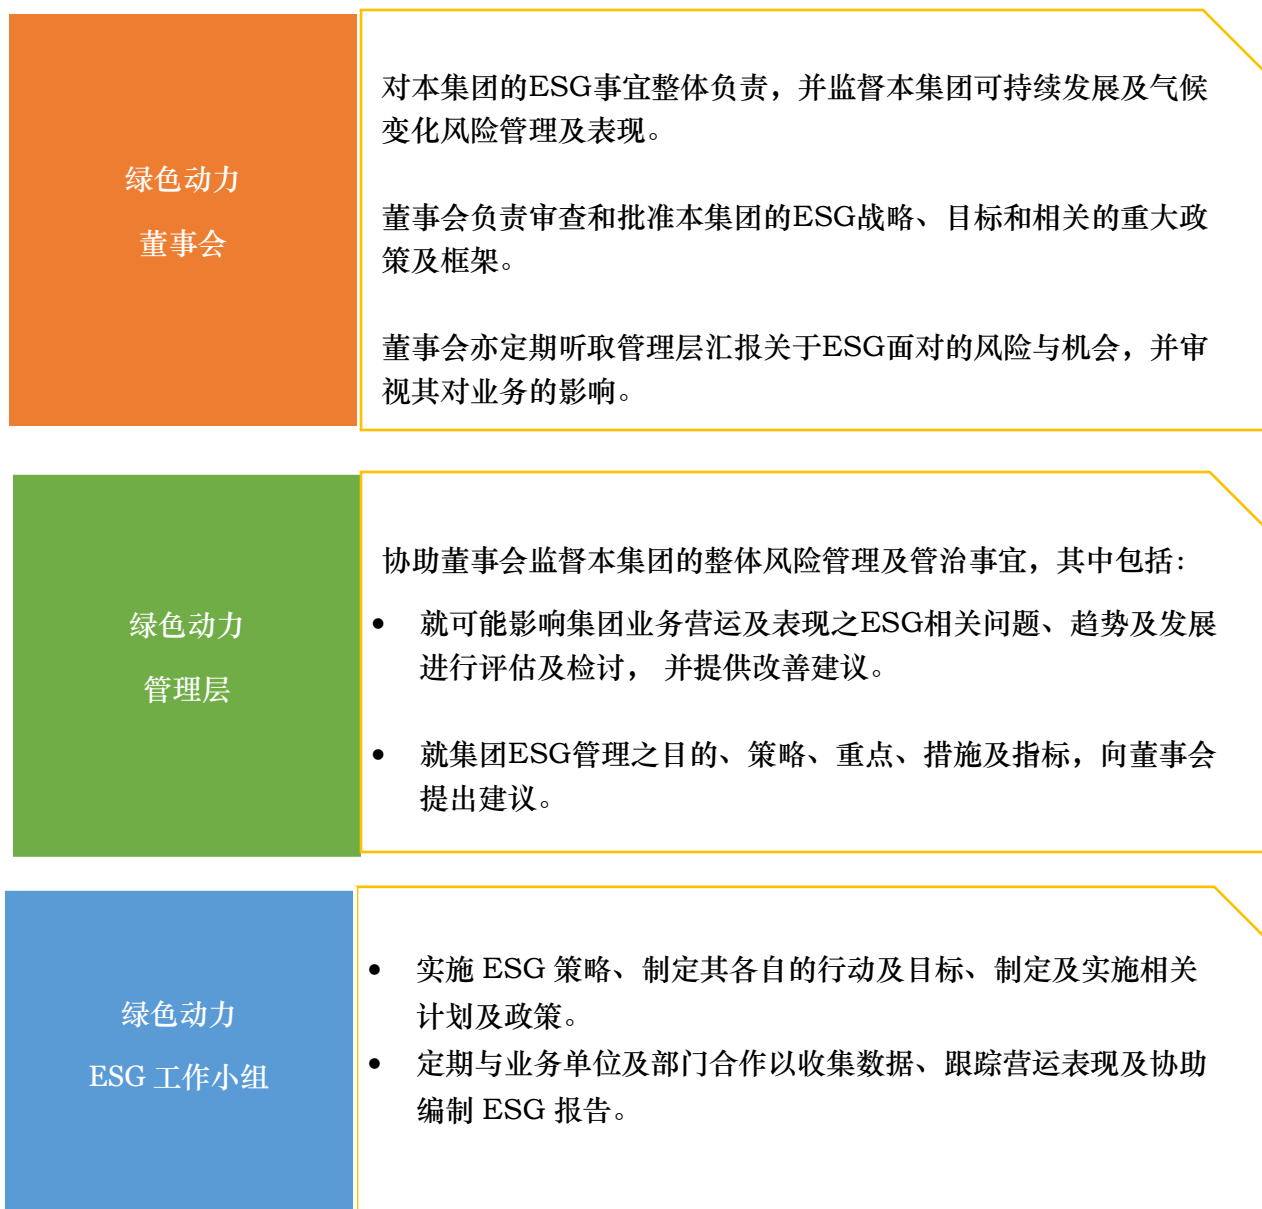 绿色动力
董事会
对本集团的ESG事宜整体负责，并监督本集团可持续发展及气候
变化风险管理及表现。
董事会负责审查和批准本集团的ESG战略、目标和相关的重大政
策及框架。
董事会亦定期听取管理层汇报关于ESG面对的风险与机会，并审
视其对业务的影响。
绿色动力
管理层
协助董事会监督本集团的整体风险管理及管治事宜，其中包括：
• 就可能影响集团业务营运及表现之ESG相关问题、趋势及发展
进行评估及检讨， 并提供改善建议。
• 就集团ESG管理之目的、策略、重点、措施及指标，向董事会
提出建议。
绿色动力
ESG 工作小组
• 实施 ESG 策略、制定其各自的行动及目标、制定及实施相关
计划及政策。
• 定期与业务单位及部门合作以收集数据、跟踪营运表现及协助
编制 ESG 报告。